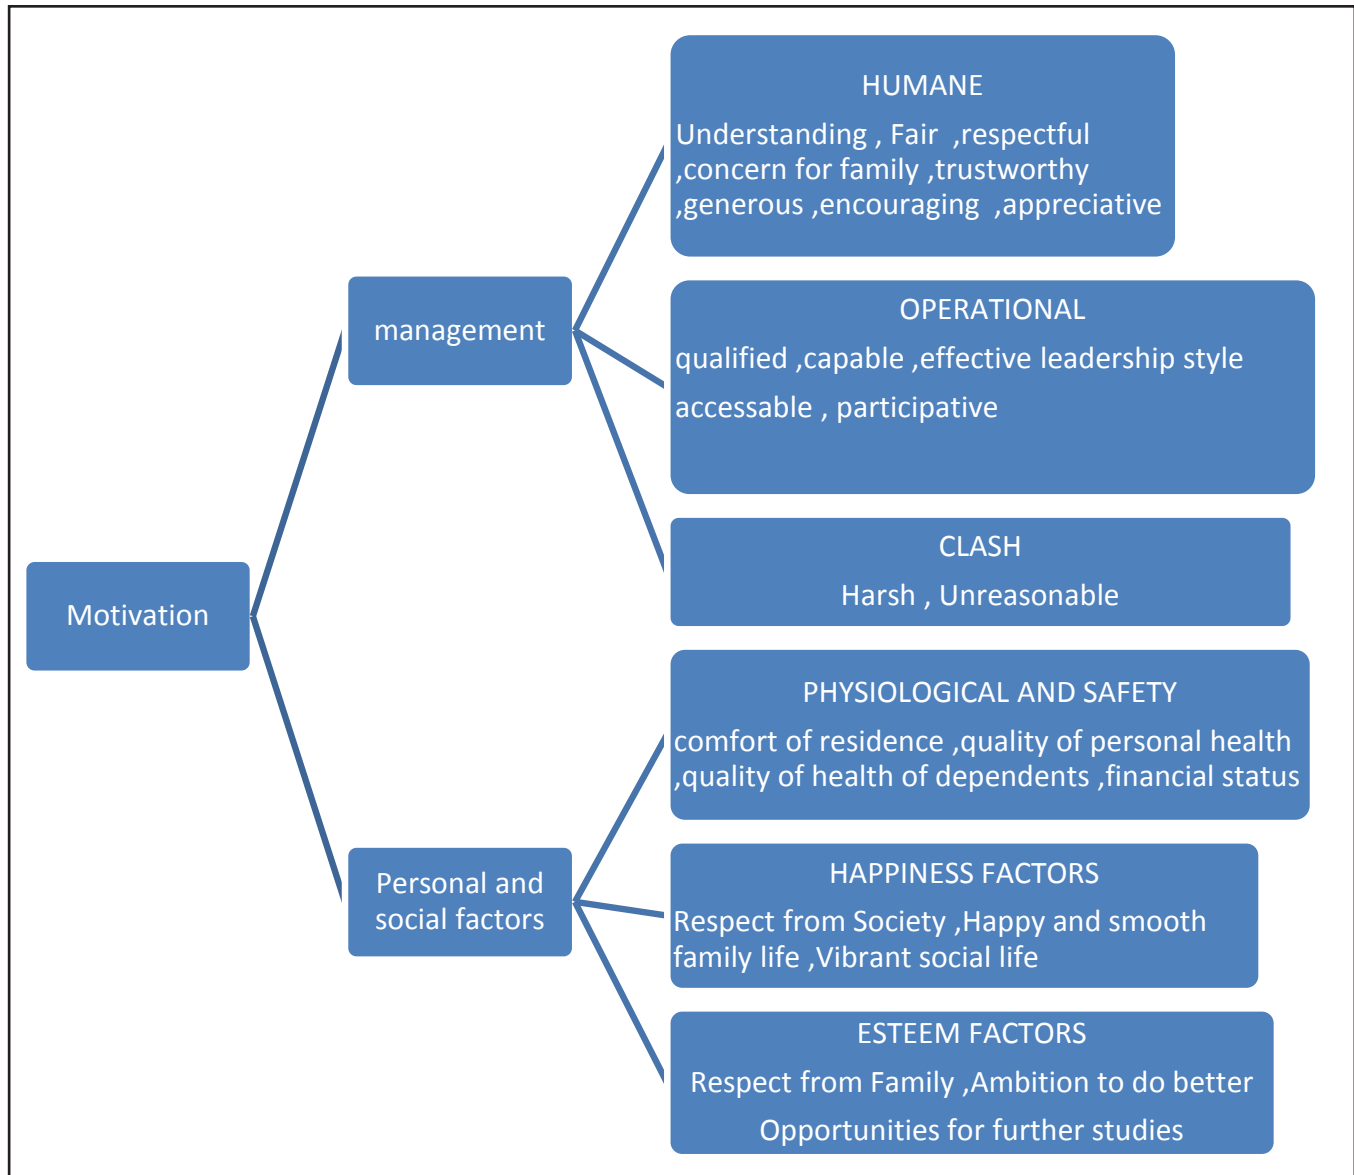 HUMANE
Understanding , Fair ,respectful
,concern for family ,trustworthy
,generous ,encouraging ,appreciative
management
OPERATIONAL
qualified ,capable ,effective leadership style
accessable , participative
CLASH
Harsh , Unreasonable
Motivation
PHYSIOLOGICAL AND SAFETY
comfort of residence ,quality of personal health
,quality of health of dependents ,financial status
Personal and
social factors
HAPPINESS FACTORS
Respect from Society ,Happy and smooth
family life ,Vibrant social life
ESTEEM FACTORS
Respect from Family ,Ambition to do better
Opportunities for further studies